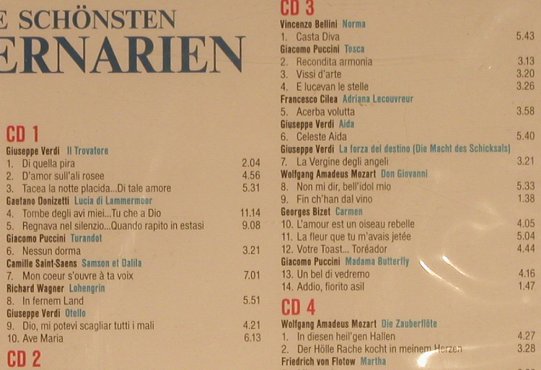 E SCHÖNSTEN
ERNARIEN
CD 1
Giuseppe Verdi Il Trovatore
1. Di quella pira 2.04
2. D'amor sull'ali rosee 4.56
3. Tacea la notte placida...Di tale amore 5.31
Gaetano Donizetti Lucia di Lammermoor
4. Tombe degli avi miei...Tu che a Dio 11.14
5. Regnava nel silenzio...Quando rapito in estasi 9.08
Giacomo Puccini Turandot
6. Nessun dorma 3.21
Camille Saint-Saens Samson et Dalila
7. Mon coeur s'ouvre à ta voix 7.01
Richard Wagner Lohengrin
8. In fernem Land 5.51
Giuseppe Verdi Otello
9. Dio, mi potevi scagliar tutti i mali 4.21
10. Ave Maria 6.13
CD 2
CD 3
Vincenzo Bellini Norma
1. Casta Diva 5.43
Giacomo Puccini Tosca
2. Recondita armonia 3.13
3. Vissi d'arte 3.20
4. E lucevan le stelle 3.26
Francesco Cilea Adriana Lecouvreur
5. Acerba volutta 3.58
Giuseppe Verdi Aida
6. Celeste Aida 5.40
Giuseppe Verdi La forza del destino (Die Macht des Schicksals)
7. La Vergine degli angeli 3.21
Wolfgang Amadeus Mozart Don Giovanni
8. Non mi dir, bell'idol mio 5.33
9. Fin ch'han dal vino 1.38
Georges Bizet Carmen
10. L'amour est un oiseau rebelle 4.05
11. La fleur que tu m'avais jetée 5.04
12. Votre Toast... Toréador 4.44
Giacomo Puccini Madama Butterfly
13. Un bel di vedremo 4.16
14. Addio, fiorito asil 1.47
CD 4
Wolfgang Amadeus Mozart Die Zauberflöte
1. In diesen heil'gen Hallen 4.27
2. Der Hölle Rache kocht in meinem Herzen 3.28
Friedrich von Flotow Martha